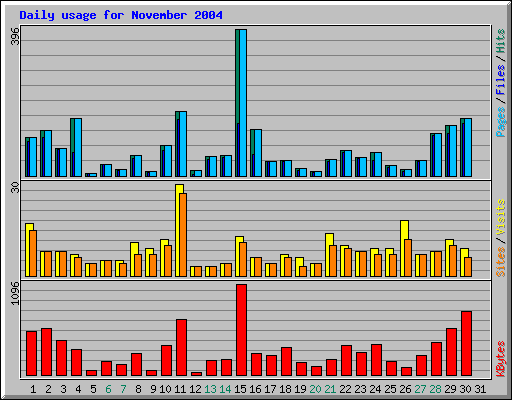 Daily usage for November 2004
396
Pages / Files / Hits
30
Sites / Visits
1096
KBytes
1 2 3 4 5 6 7 8 9 10 11 12 13 14 15 16 17 18 19 20 21 22 23 24 25 26 27 28 29 30 31